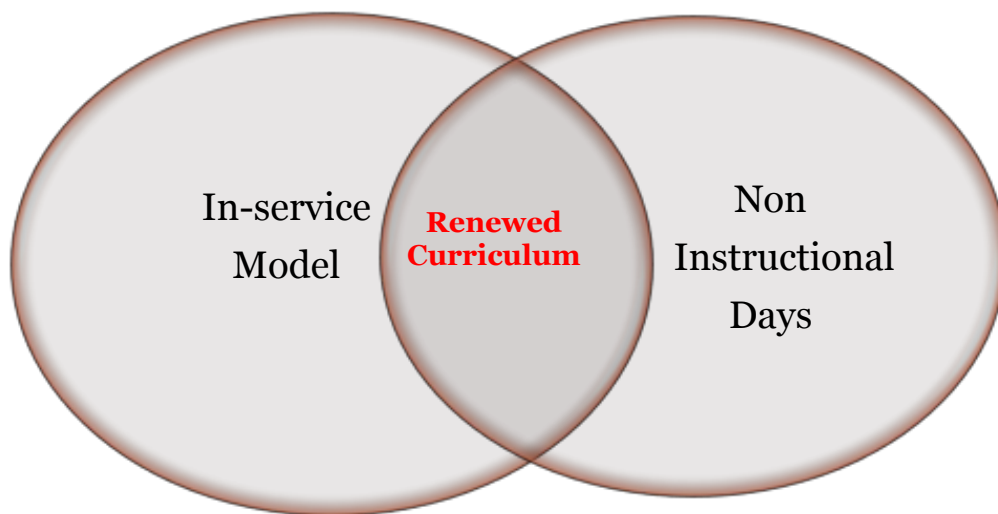 In-service
Model
Renewed
Curriculum
Non
Instructional
Days